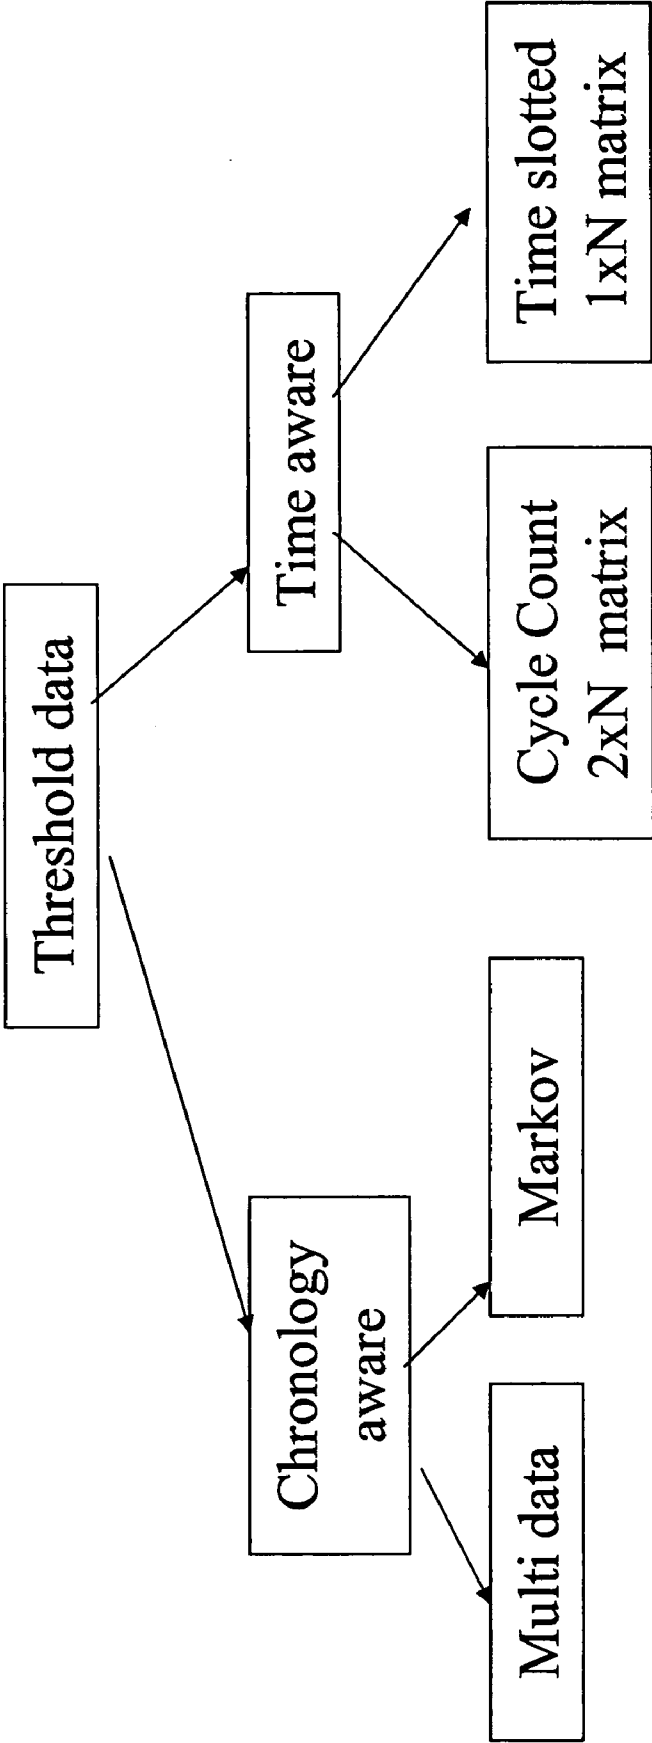 Threshold data
Chronology
aware
Time aware
Multi data
Markov
Cycle Count
2xN matrix
Time slotted
1xN matrix